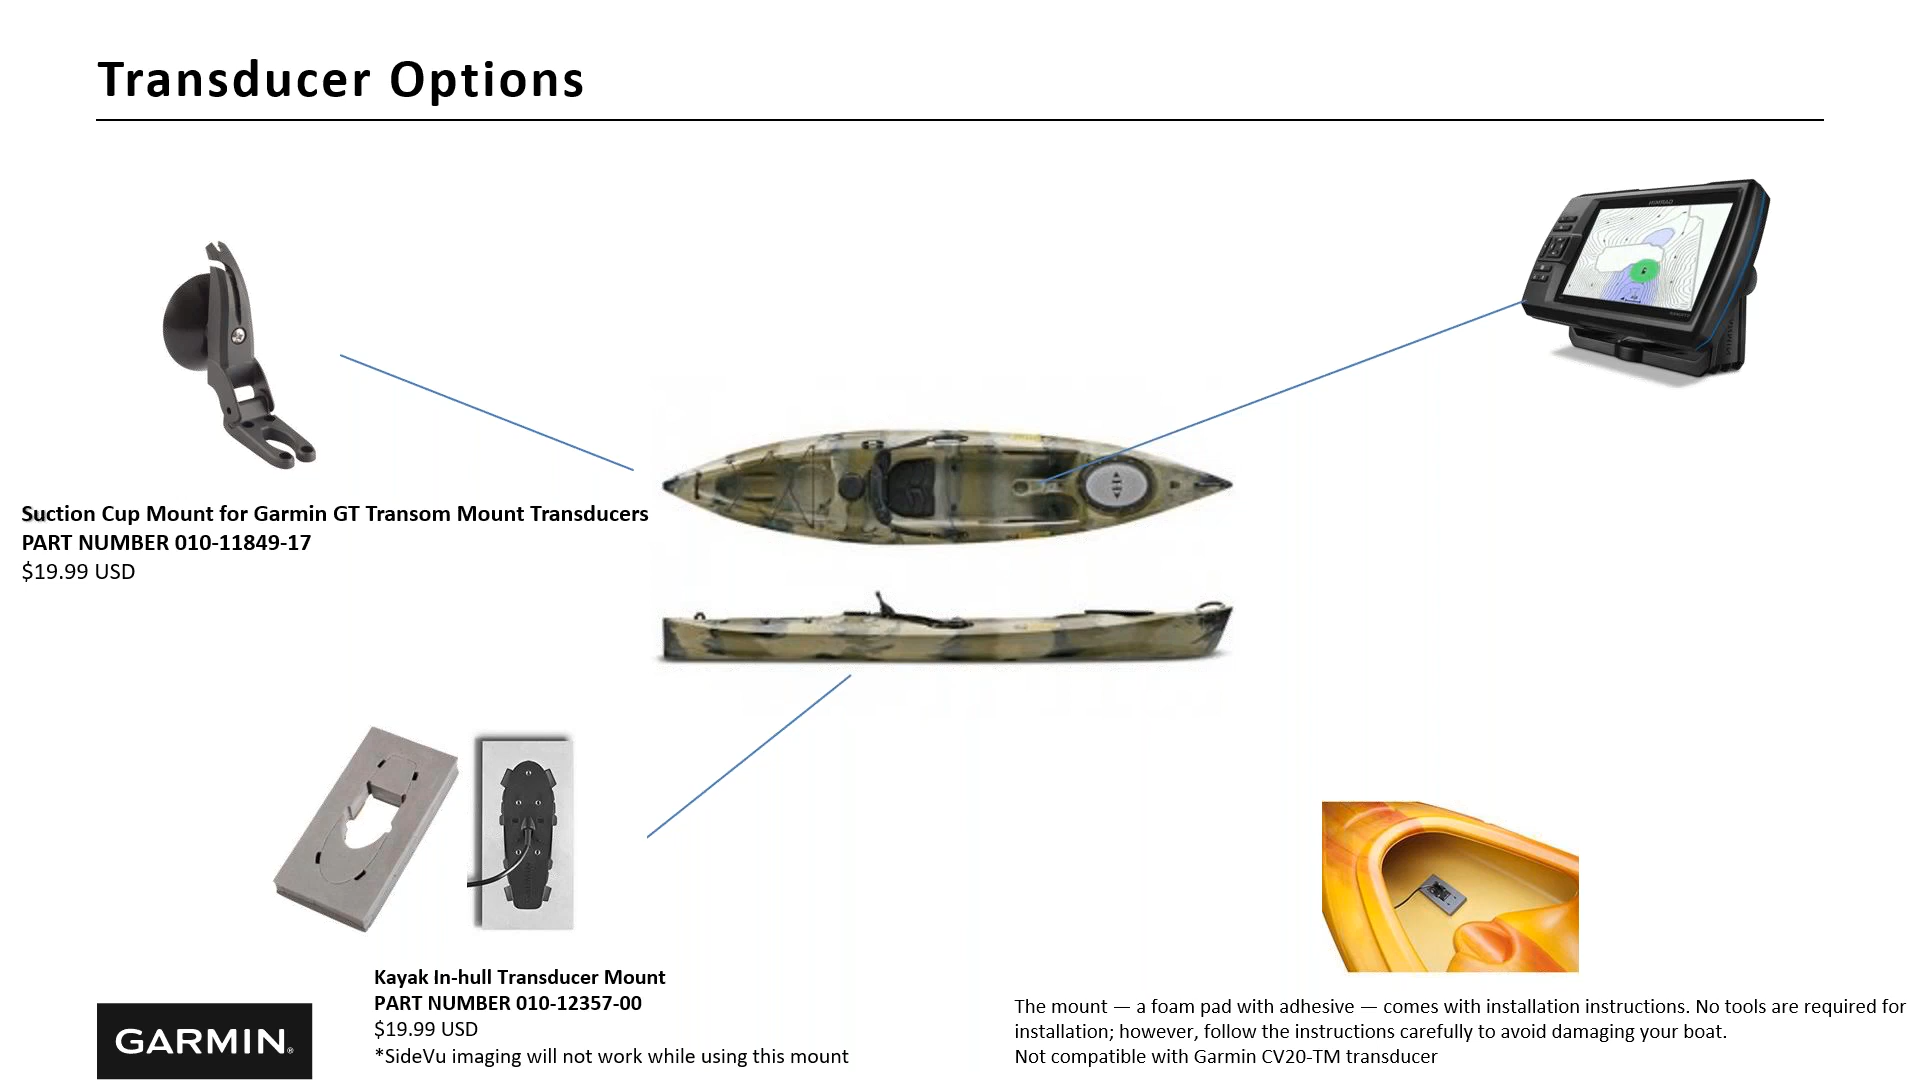 Transducer Options
Suction Cup Mount for Garmin GT Transom Mount Transducers
PART NUMBER 010-11849-17
$19.99 USD
Kayak In-hull Transducer Mount
PART NUMBER 010-12357-00
$19.99 USD
*SideVu imaging will not work while using this mount
GARMIN
The mount — a foam pad with adhesive — comes with installation instructions. No tools are required for
installation; however, follow the instructions carefully to avoid damaging your boat.
Not compatible with Garmin CV20-TM transducer